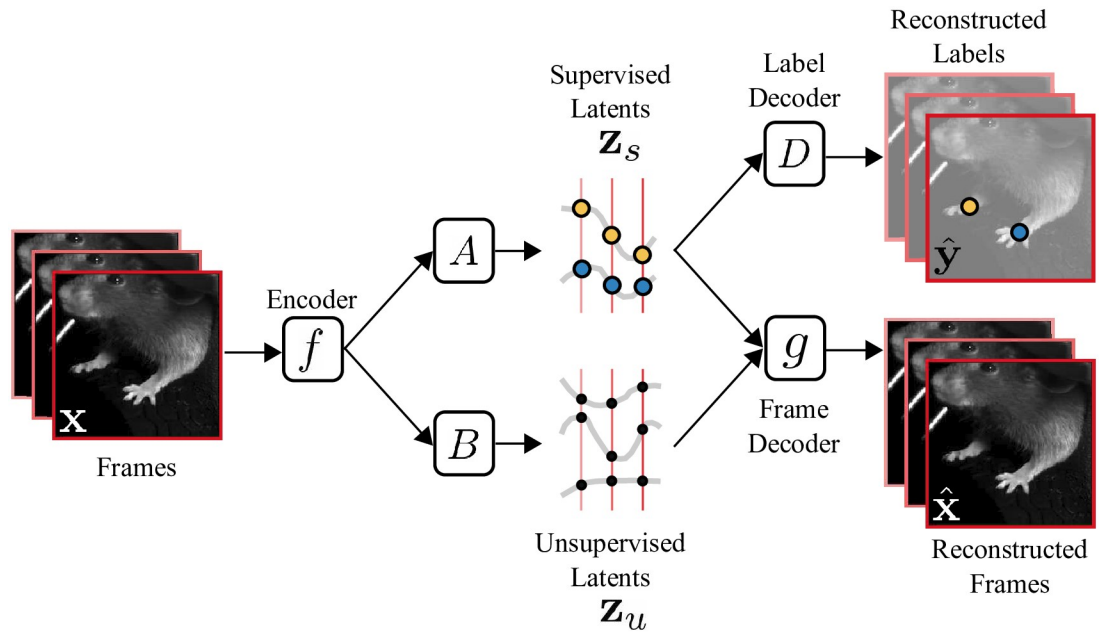 Frames
x
Encoder
f
A
B
Supervised
Latents
z_s
Unsupervised
Latents
z_u
Label
Decoder
D
g
Frame
Decoder
Reconstructed
Labels
ŷ
x̂
Reconstructed
Frames